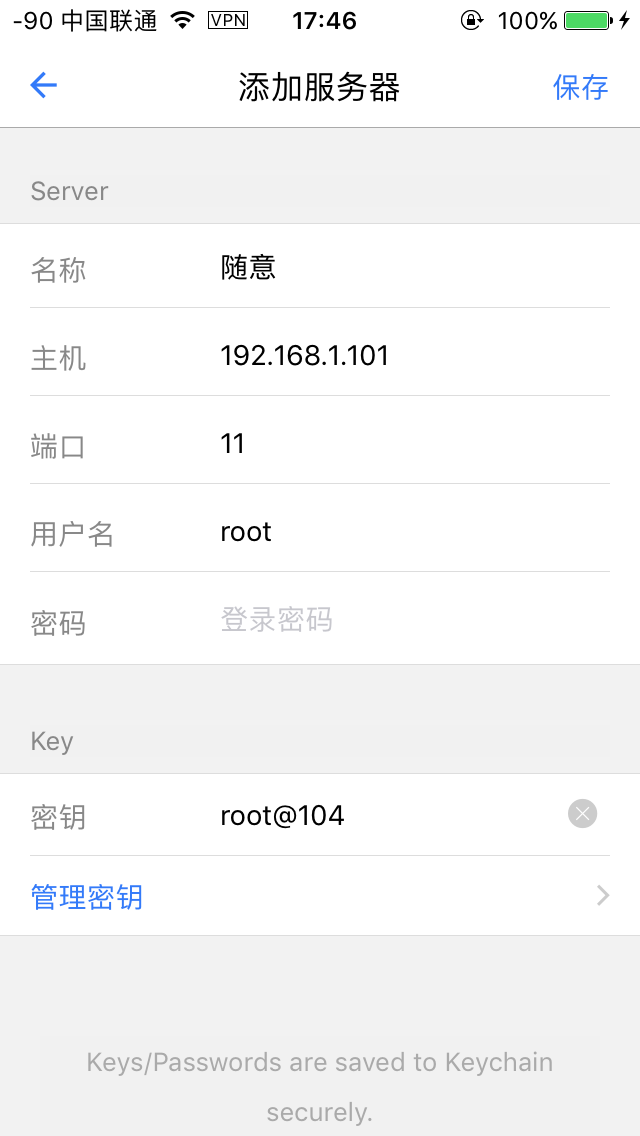 -90 中国联通 VPN 17:46 100%
添加服务器 保存
Server
名称 随意
主机 192.168.1.101
端口 11
用户名 root
密码 登录密码
Key
密钥 root@104
管理密钥
Keys/Passwords are saved to Keychain
securely.